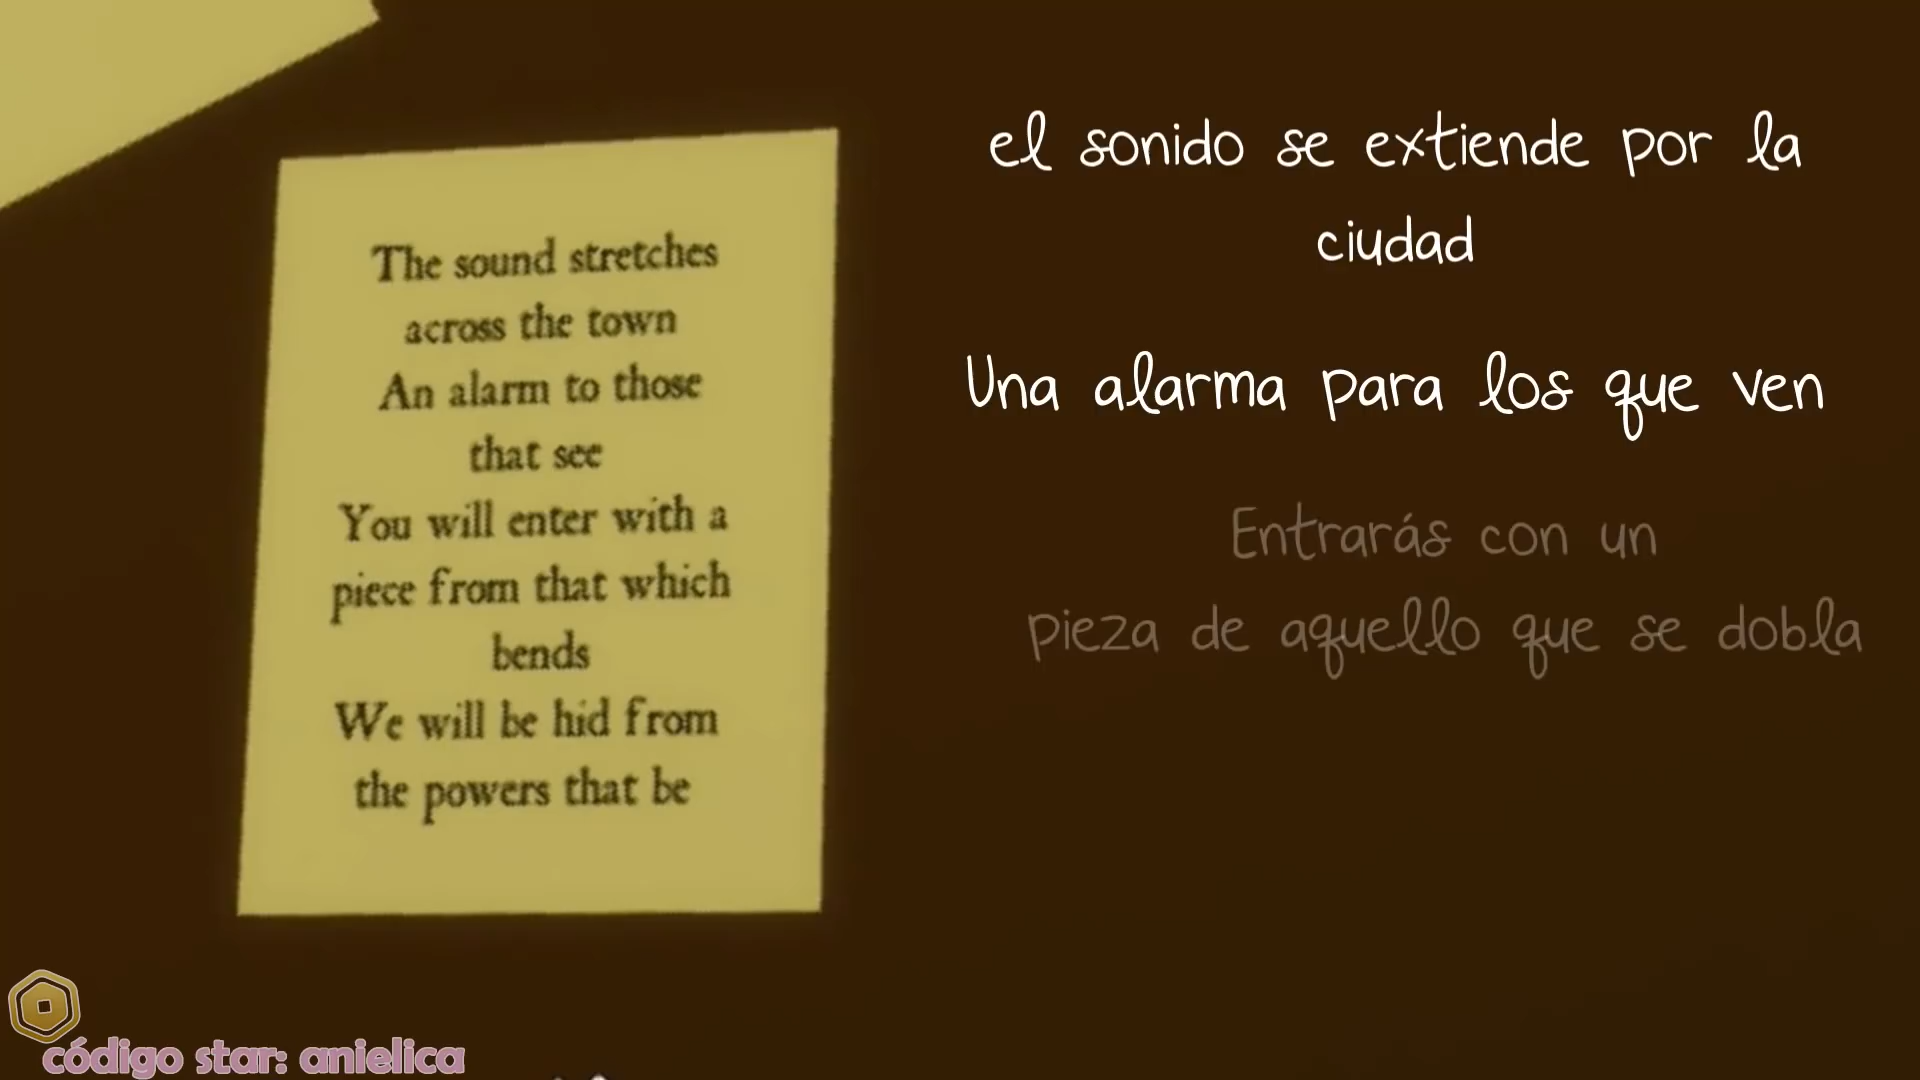 The sound stretches
across the town
An alarm to those
that see
You will enter with a
piece from that which
bends
We will be hid from
the powers that be
el sonido se extiende por la
ciudad
Una alarma para los que ven
Entrarás con un
pieza de aquello que se dobla
código star: anielica